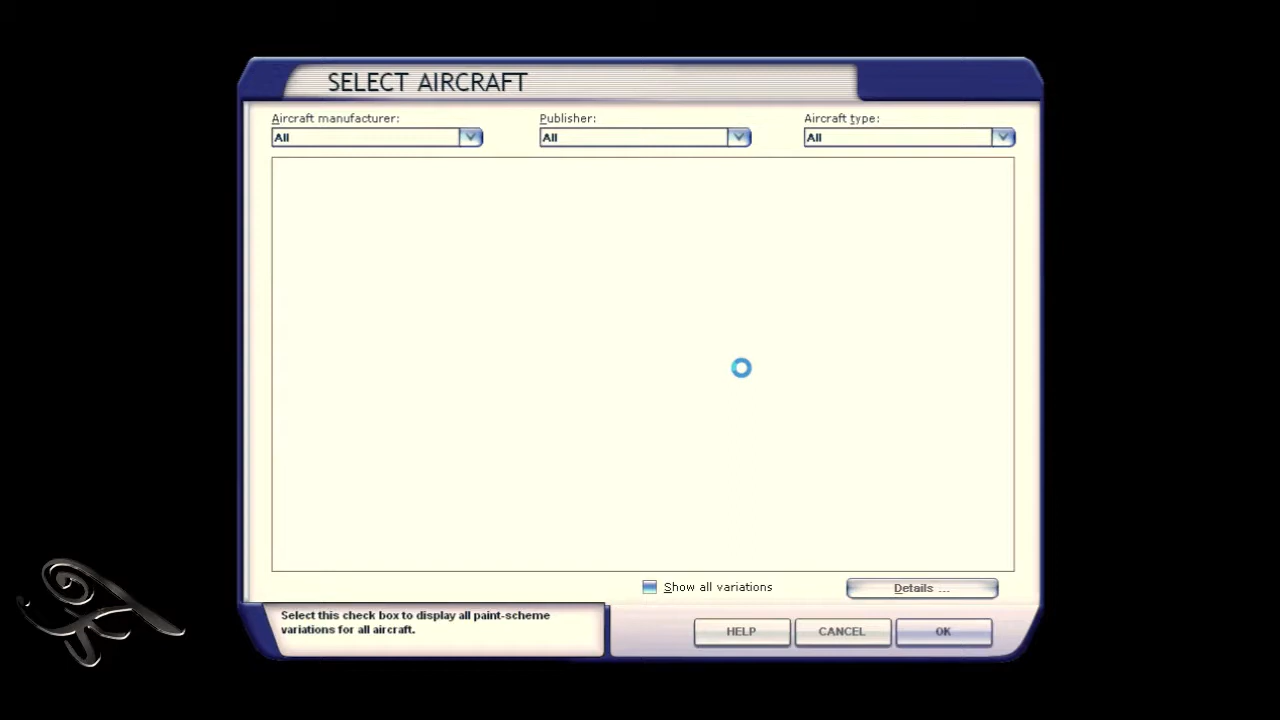 SELECT AIRCRAFT
Aircraft manufacturer:
Publisher:
Aircraft type:
All
All
All
Show all variations
Details ...
Select this check box to display all paint-scheme
variations for all aircraft.
HELP
CANCEL
OK